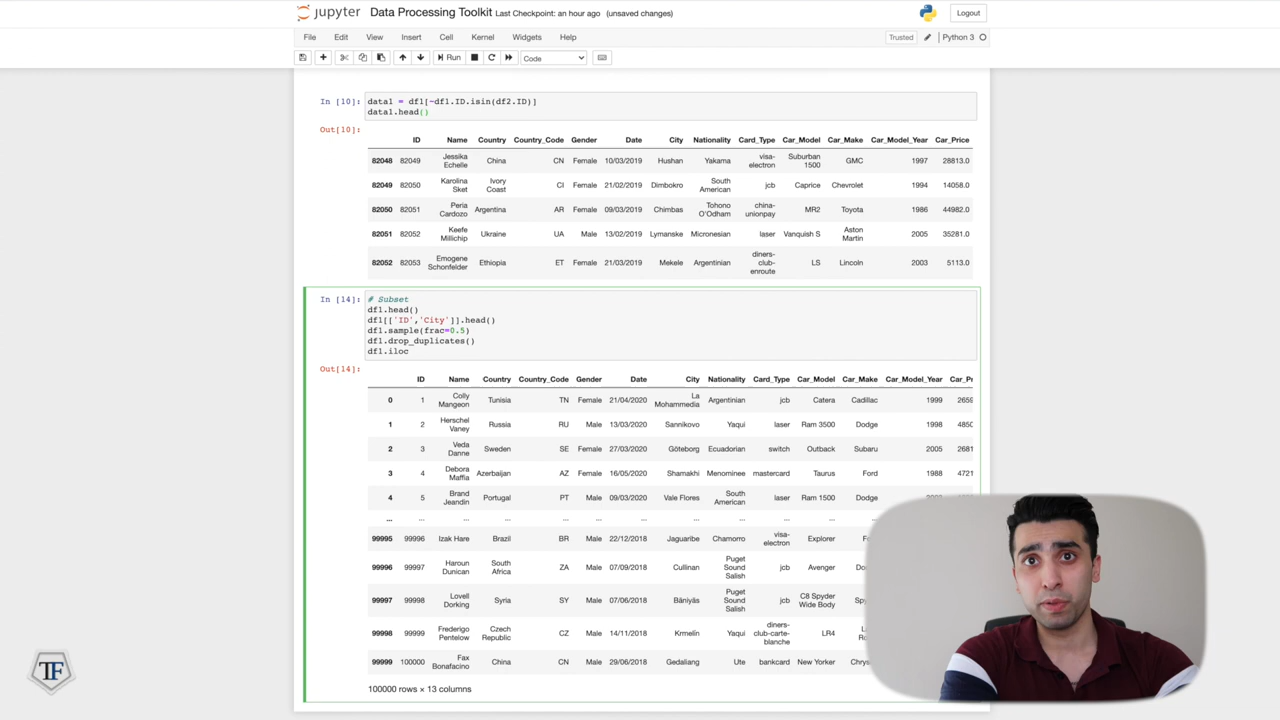 jupyter Data Processing Toolkit Last Checkpoint: an hour ago (unsaved changes) Logout
File Edit View Insert Cell Kernel Widgets Help Trusted Python 3
Run Code
In [10]: data1 = df1[~df1.ID.isin(df2.ID)]
data1.head()
Out[10]:
ID Name Country Country_Code Gender Date City Nationality Card_Type Car_Model Car_Make Car_Model_Year Car_Price
82048 82049 Jessika Echelle China CN Female 10/03/2019 Hushan Yakama visa-electron Suburban 1500 GMC 1997 28813.0
82049 82050 Karolina Sket Ivory Coast CI Female 21/02/2019 Dimbokro South American jcb Caprice Chevrolet 1994 14058.0
82050 82051 Peria Cardozo Argentina AR Female 09/03/2019 Chimbas Tohono O'Odham china-unionpay MR2 Toyota 1986 44982.0
82051 82052 Keefe Millichip Ukraine UA Male 13/02/2019 Lymanske Micronesian laser Vanquish S Aston Martin 2005 35281.0
82052 82053 Emogene Schonfelder Ethiopia ET Female 21/03/2019 Mekele Argentinian diners-club-enroute LS Lincoln 2003 5113.0
In [14]: # Subset
df1.head()
df1[['ID','City']].head()
df1.sample(frac=0.5)
df1.drop_duplicates()
df1.iloc
Out[14]:
ID Name Country Country_Code Gender Date City Nationality Card_Type Car_Model Car_Make Car_Model_Year Car_Pr
0 1 Colly Mangeon Tunisia TN Female 21/04/2020 La Mohammedia Argentinian jcb Catera Cadillac 1999 2659
1 2 Herschel Vaney Russia RU Male 13/03/2020 Sannikovo Yaqui laser Ram 3500 Dodge 1998 4850
2 3 Veda Danne Sweden SE Female 27/03/2020 Göteborg Ecuadorian switch Outback Subaru 2005 2681
3 4 Debora Maffia Azerbaijan AZ Female 16/05/2020 Shamakhi Menominee mastercard Taurus Ford 1988 4721
4 5 Brand Jeandin Portugal PT Male 09/03/2020 Vale Flores South American laser Ram 1500 Dodge
... ... ... ... ... ... ... ... ... ... ...
99995 99996 Izak Hare Brazil BR Male 22/12/2018 Jaguaribe Chamorro visa-electron Explorer
99996 99997 Haroun Dunican South Africa ZA Male 07/09/2018 Cullinan Puget Sound Salish jcb Avenger
99997 99998 Lovell Dorking Syria SY Male 07/06/2018 Bāniyās Puget Sound Salish jcb C8 Spyder Wide Body
99998 99999 Frederigo Pentelow Czech Republic CZ Male 14/11/2018 Krmelín Yaqui diners-club-carte-blanche LR4
99999 100000 Fax Bonafacino China CN Male 29/06/2018 Gedaliang Ute bankcard New Yorker
100000 rows × 13 columns
TF